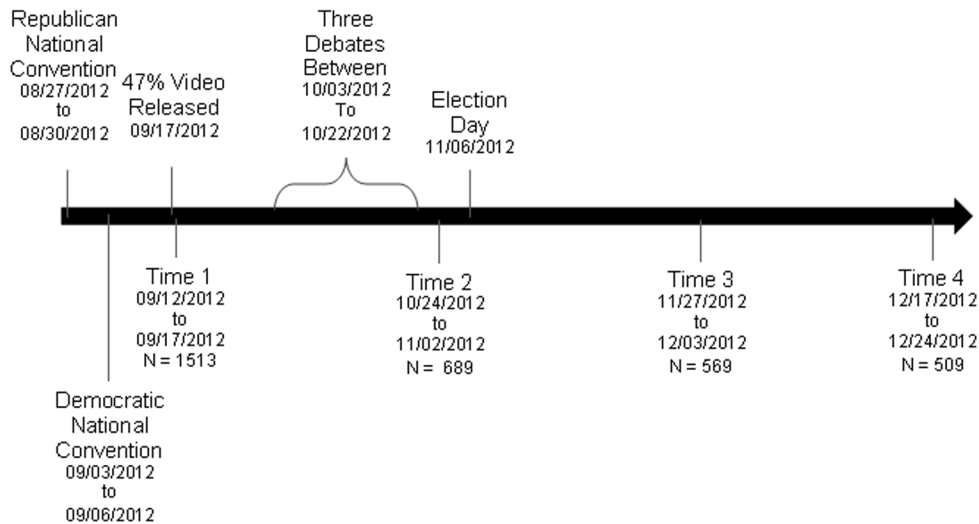 Republican
National
Convention
08/27/2012
to
08/30/2012
47% Video
Released
09/17/2012
Three
Debates
Between
10/03/2012
To
10/22/2012
Election
Day
11/06/2012
Time 1
09/12/2012
to
09/17/2012
N = 1513
Time 2
10/24/2012
to
11/02/2012
N = 689
Time 3
11/27/2012
to
12/03/2012
N = 569
Time 4
12/17/2012
to
12/24/2012
N = 509
Democratic
National
Convention
09/03/2012
to
09/06/2012